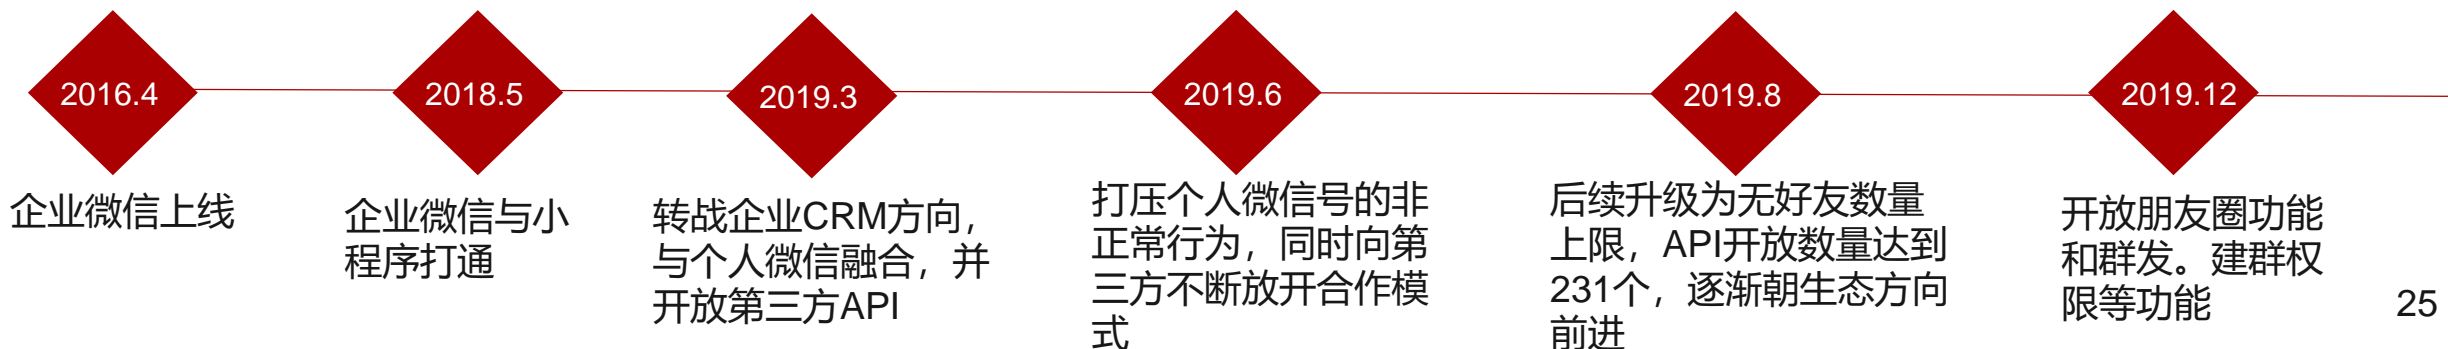 2016.4
2018.5
2019.3
2019.6
2019.8
2019.12
企业微信上线
企业微信与小
程序打通
转战企业CRM方向，
与个人微信融合，并
开放第三方API
打压个人微信号的非
正常行为，同时向第
三方不断放开合作模
式
后续升级为无好友数量
上限，API开放数量达到
231个，逐渐朝生态方向
前进
开放朋友圈功能
和群发。建群权
限等功能
25